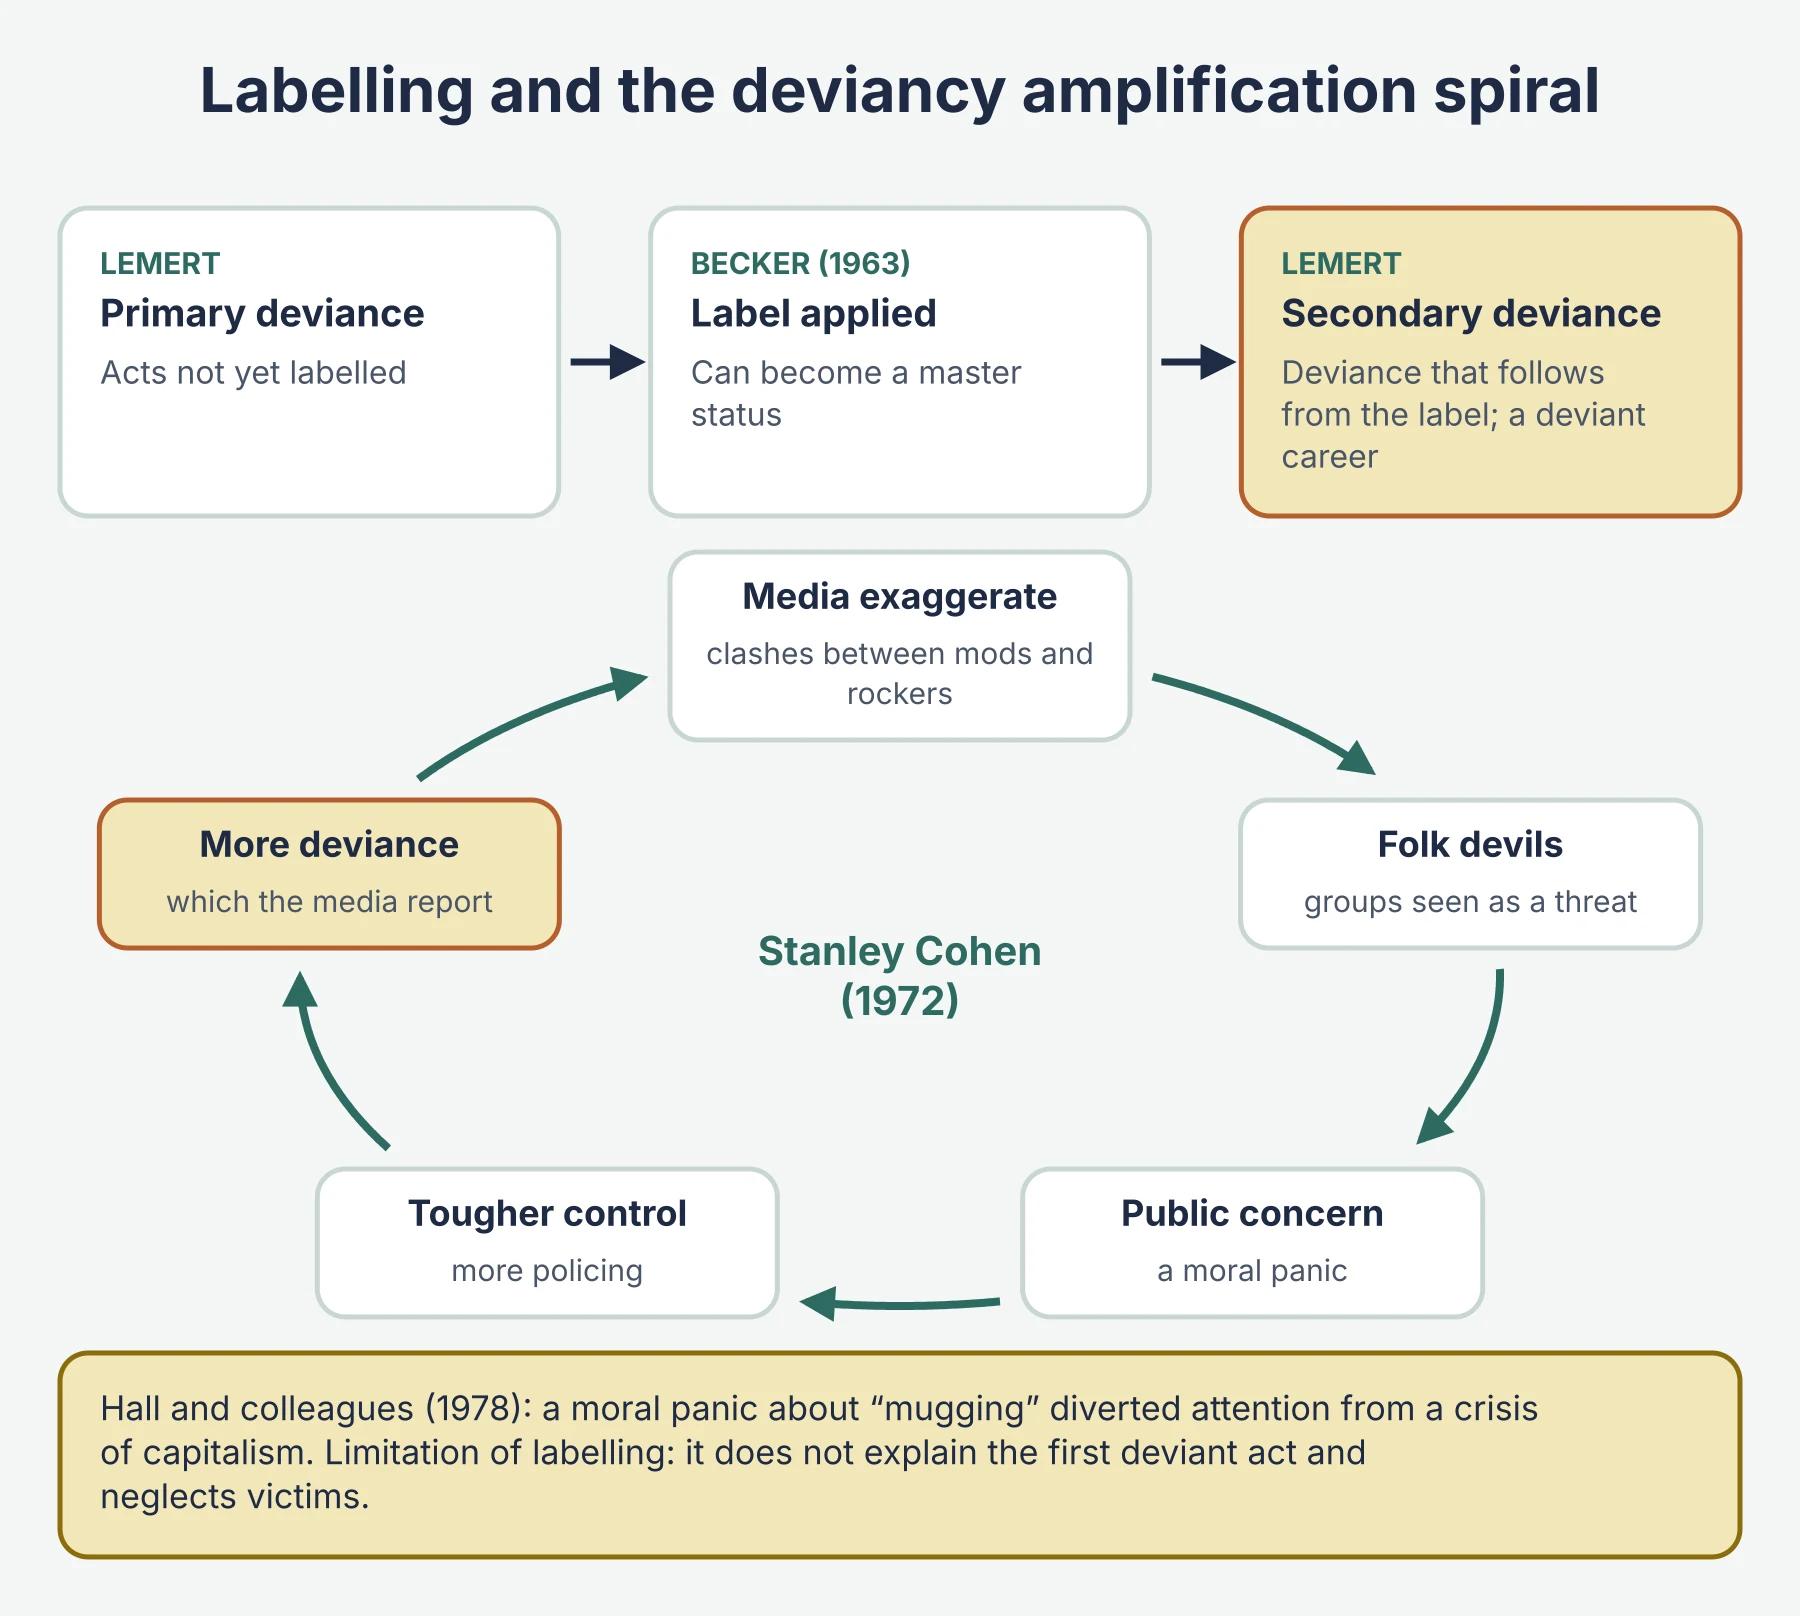 Labelling and the deviancy amplification spiral
LEMERT
Primary deviance
Acts not yet labelled
BECKER (1963)
Label applied
Can become a master
status
LEMERT
Secondary deviance
Deviance that follows
from the label; a deviant
career
Media exaggerate
clashes between mods and
rockers
Folk devils
groups seen as a threat
Public concern
a moral panic
Tougher control
more policing
More deviance
which the media report
Stanley Cohen
(1972)
Hall and colleagues (1978): a moral panic about “mugging” diverted attention from a crisis
of capitalism. Limitation of labelling: it does not explain the first deviant act and
neglects victims.